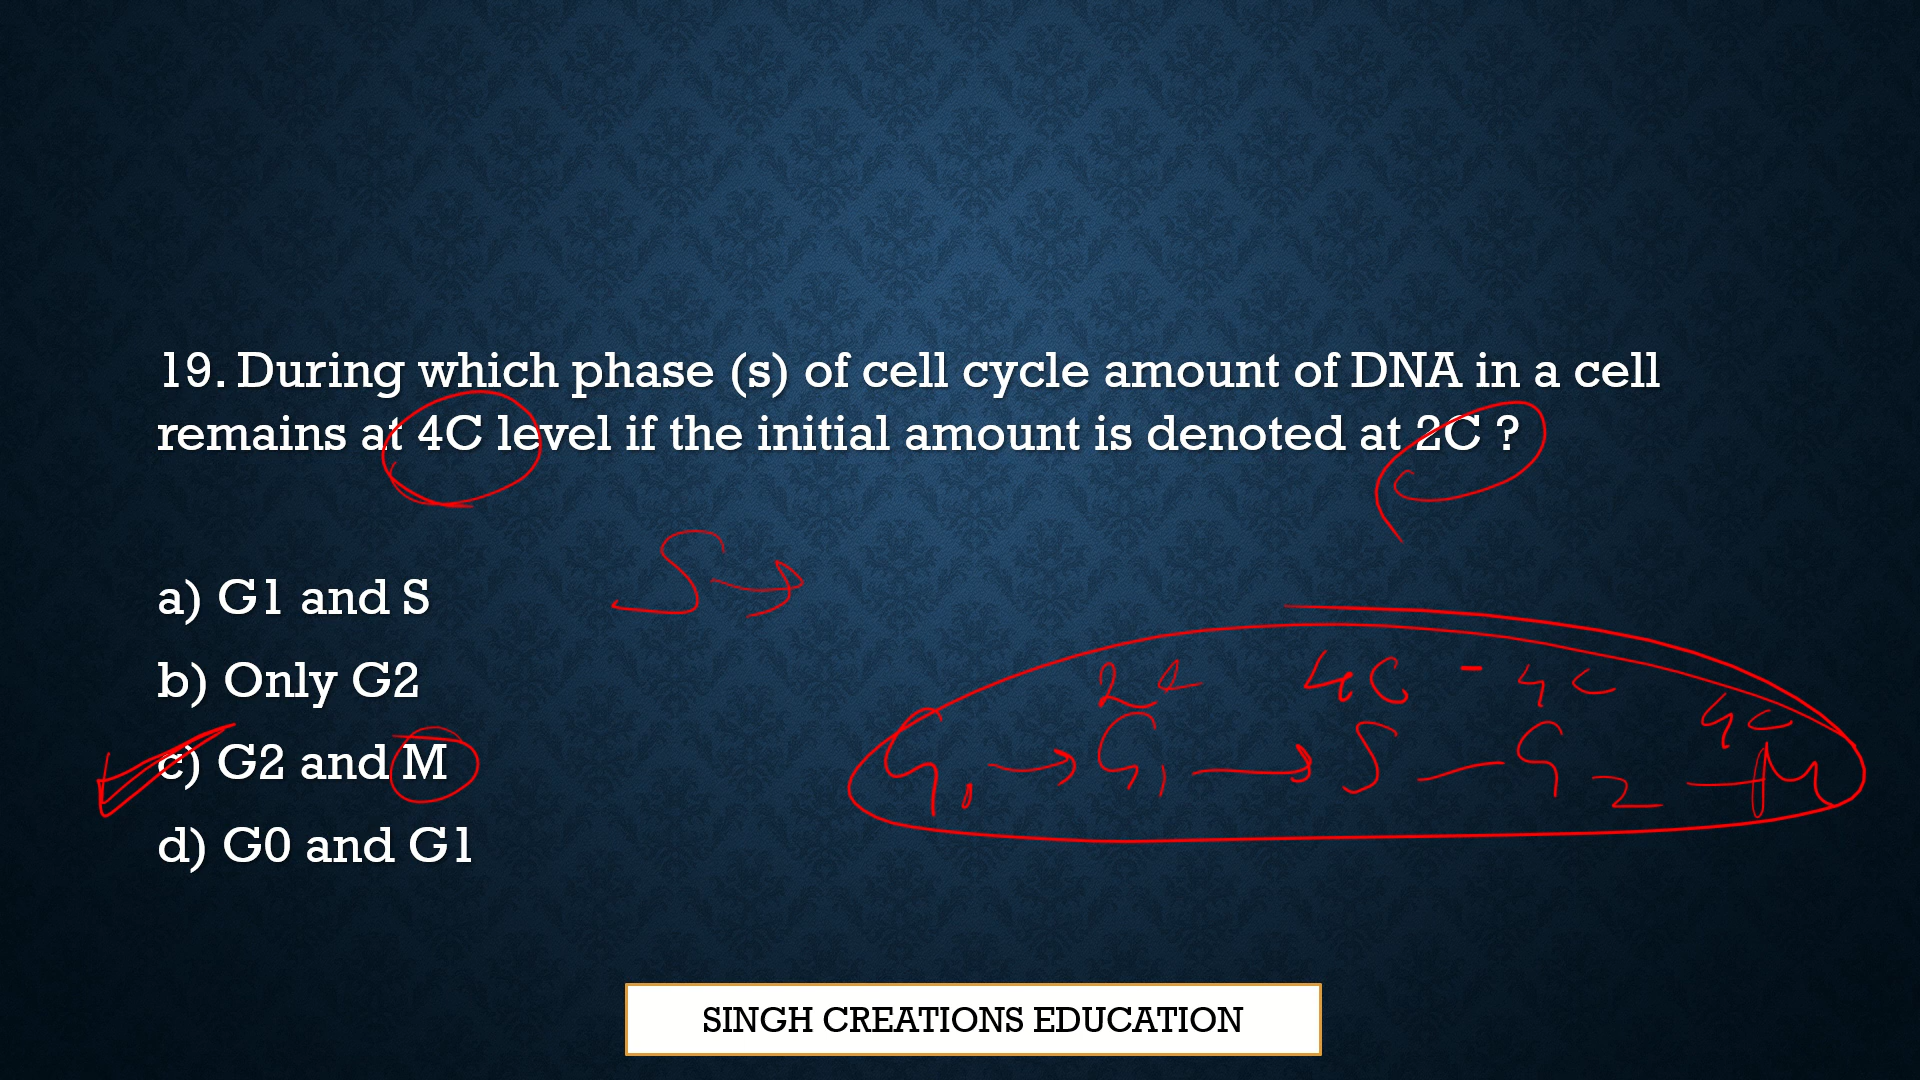 19. During which phase (s) of cell cycle amount of DNA in a cell
remains at 4C level if the initial amount is denoted at 2C ?
S →
a) G1 and S
b) Only G2
c) G2 and M
d) G0 and G1
4C - 4C 4C
→ G1 → S - G2 - M
SINGH CREATIONS EDUCATION